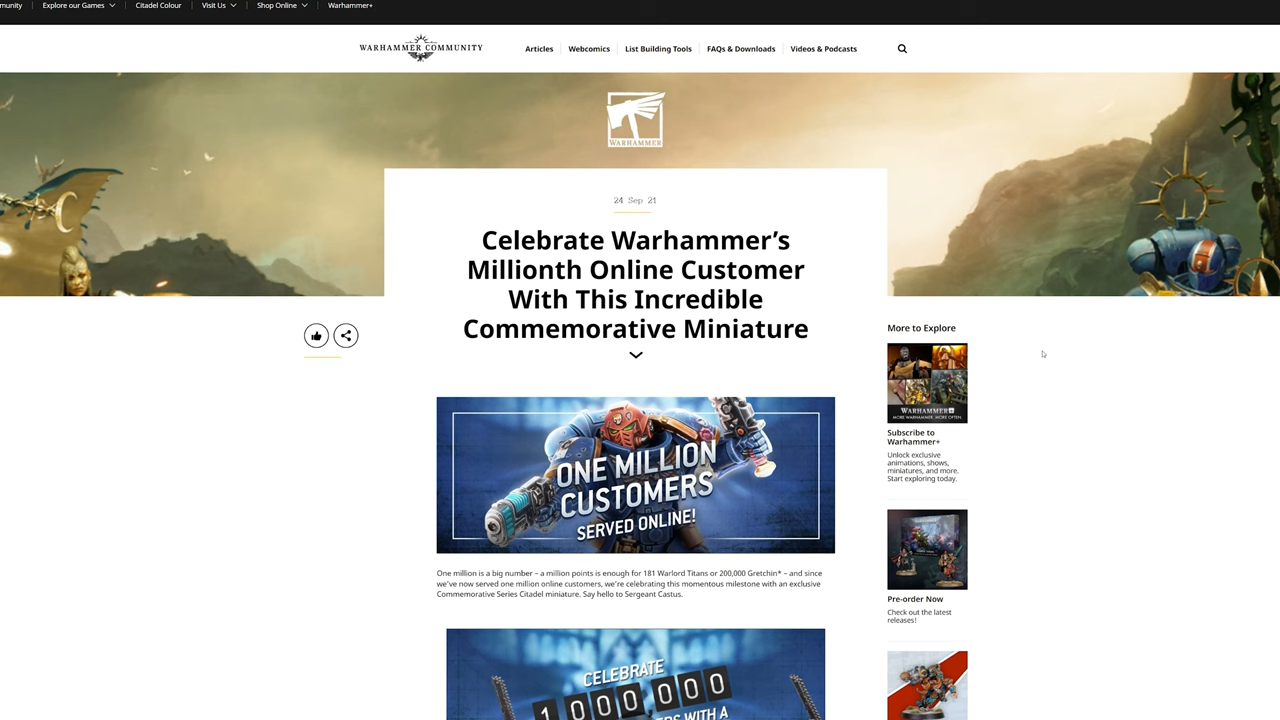 munity
Explore our Games
Citadel Colour
Visit Us
Shop Online
Warhammer+
WARHAMMER COMMUNITY
Articles
Webcomics
List Building Tools
FAQs & Downloads
Videos & Podcasts
WARHAMMER
24 Sep 21
Celebrate Warhammer's
Millionth Online Customer
With This Incredible
Commemorative Miniature
ONE MILLION
CUSTOMERS
SERVED ONLINE!
One million is a big number – a million points is enough for 181 Warlord Titans or 200,000 Gretchin* – and since
we've now served one million online customers, we're celebrating this momentous milestone with an exclusive
Commemorative Series Citadel miniature. Say hello to Sergeant Castus.
CELEBRATE
1 000 000
ERS WITH A
More to Explore
WARHAMMER+
MORE WARHAMMER. MORE OFTEN.
Subscribe to
Warhammer+
Unlock exclusive
animations, shows,
miniatures, and more.
Start exploring today.
Pre-order Now
Check out the latest
releases!